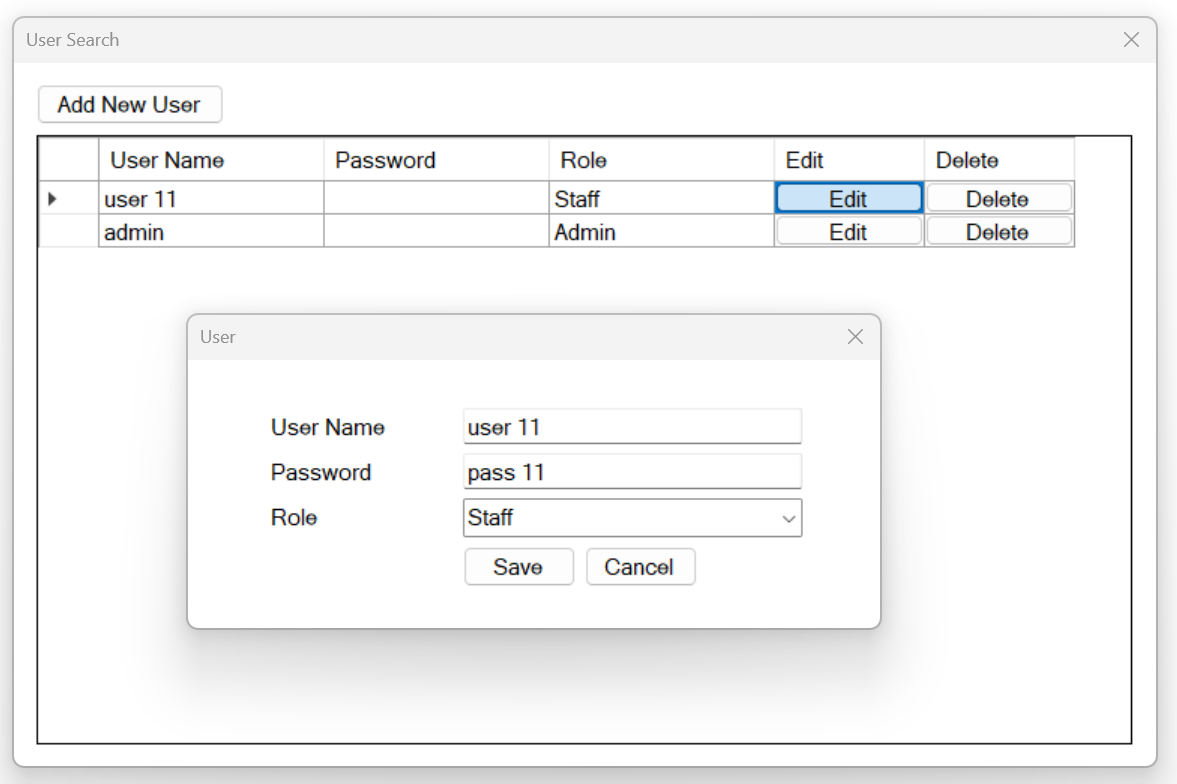 User Search
Add New User
User Name Password Role Edit Delete
user 11 Staff Edit Delete
admin Admin Edit Delete
User
User Name user 11
Password pass 11
Role Staff
Save Cancel